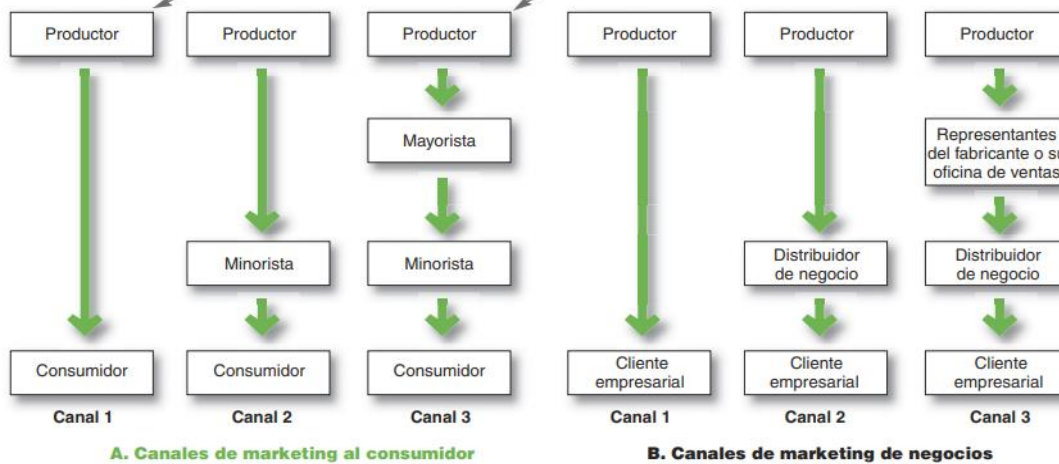 Productor
Productor
Productor
Productor
Productor
Productor
Mayorista
Representantes
del fabricante o su
oficina de ventas
Minorista
Minorista
Distribuidor
de negocio
Distribuidor
de negocio
Consumidor
Consumidor
Consumidor
Cliente
empresarial
Cliente
empresarial
Cliente
empresarial
Canal 1
Canal 2
Canal 3
Canal 1
Canal 2
Canal 3
A. Canales de marketing al consumidor
B. Canales de marketing de negocios